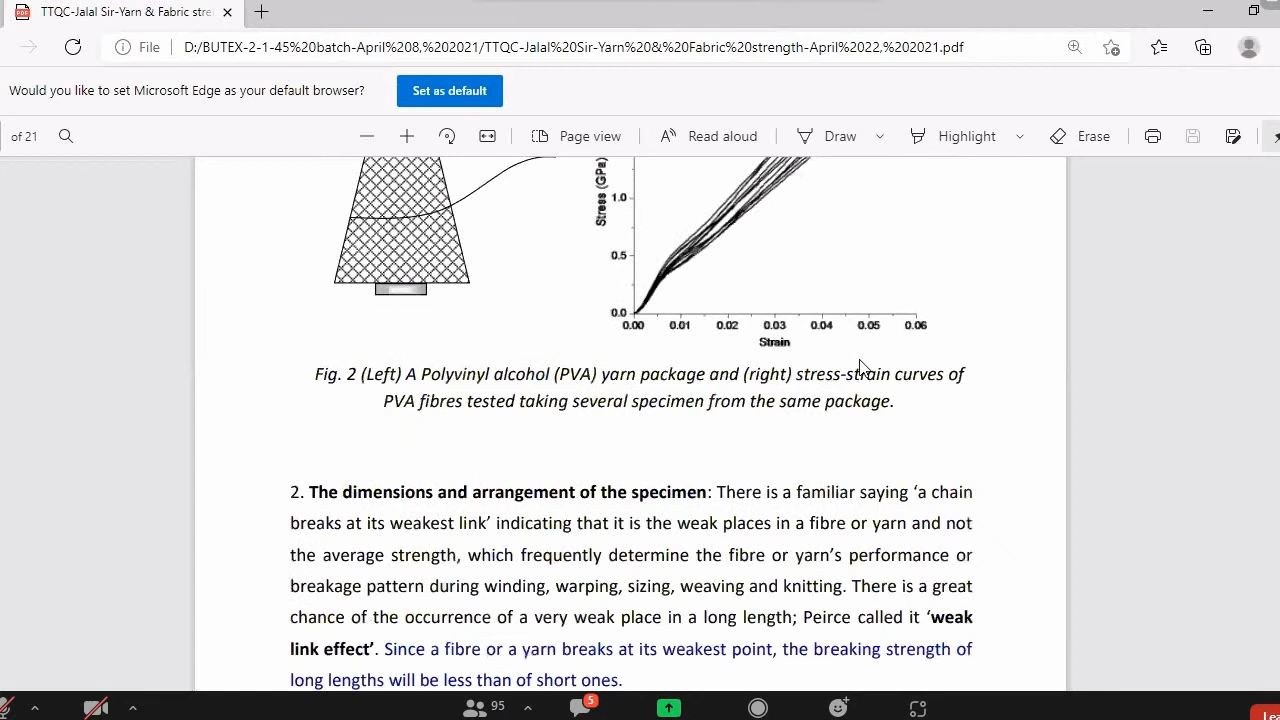 TTQC-Jalal Sir-Yarn & Fabric stre
File D:/BUTEX-2-1-45%20batch-April%208,%202021/TTQC-Jalal%20Sir-Yarn%20&%20Fabric%20strength-April%2022,%202021.pdf
Would you like to set Microsoft Edge as your default browser? Set as default
of 21 Page view Read aloud Draw Highlight Erase
Stress (GPa)
1.0
0.5
0.0
0.00 0.01 0.02 0.03 0.04 0.05 0.06
Strain
Fig. 2 (Left) A Polyvinyl alcohol (PVA) yarn package and (right) stress-strain curves of
PVA fibres tested taking several specimen from the same package.
2. The dimensions and arrangement of the specimen: There is a familiar saying ‘a chain
breaks at its weakest link’ indicating that it is the weak places in a fibre or yarn and not
the average strength, which frequently determine the fibre or yarn’s performance or
breakage pattern during winding, warping, sizing, weaving and knitting. There is a great
chance of the occurrence of a very weak place in a long length; Peirce called it ‘weak
link effect’. Since a fibre or a yarn breaks at its weakest point, the breaking strength of
long lengths will be less than of short ones.
95 5